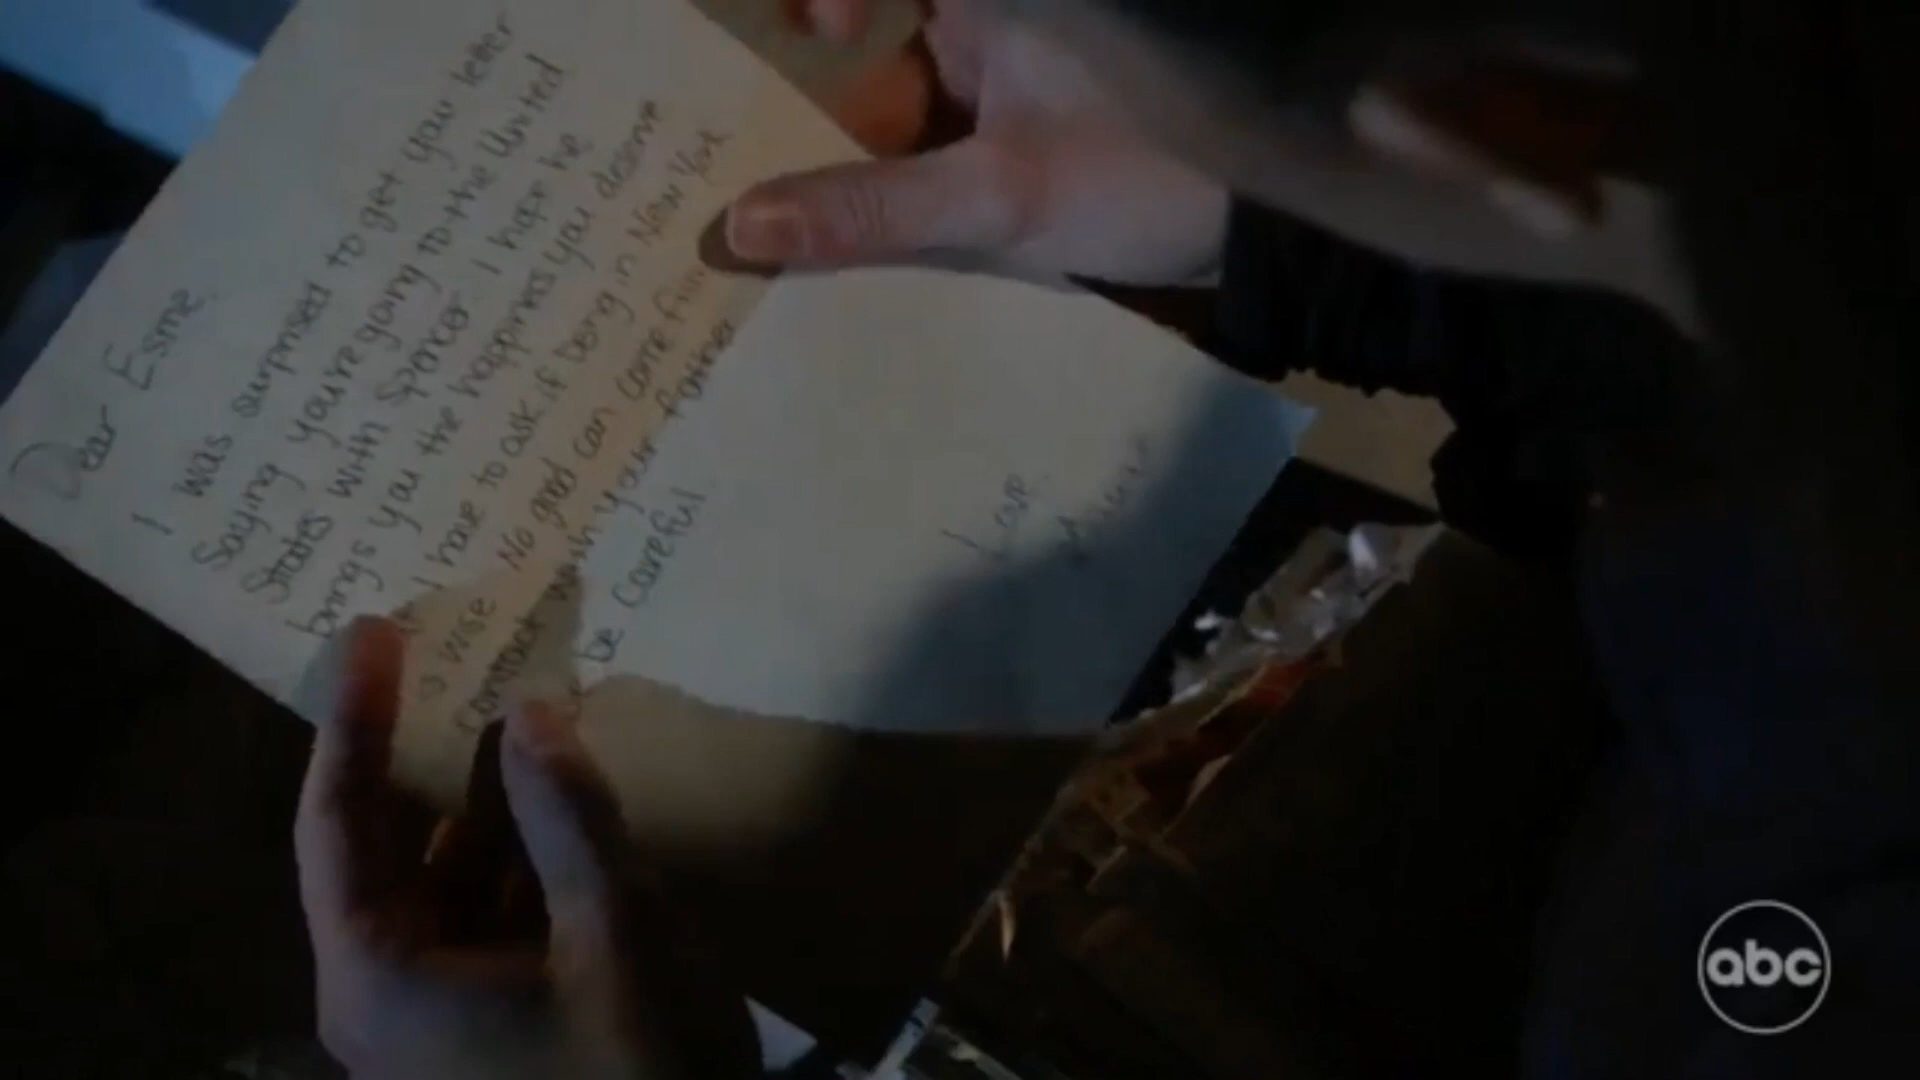 Dear Esme,
I was surprised to get your letter
saying you're going to the United
States with Spencer. I hope he
brings you the happiness you deserve
I have to ask if being in New York
wise. No good can come
contact with your father
be careful.
Love,
abc